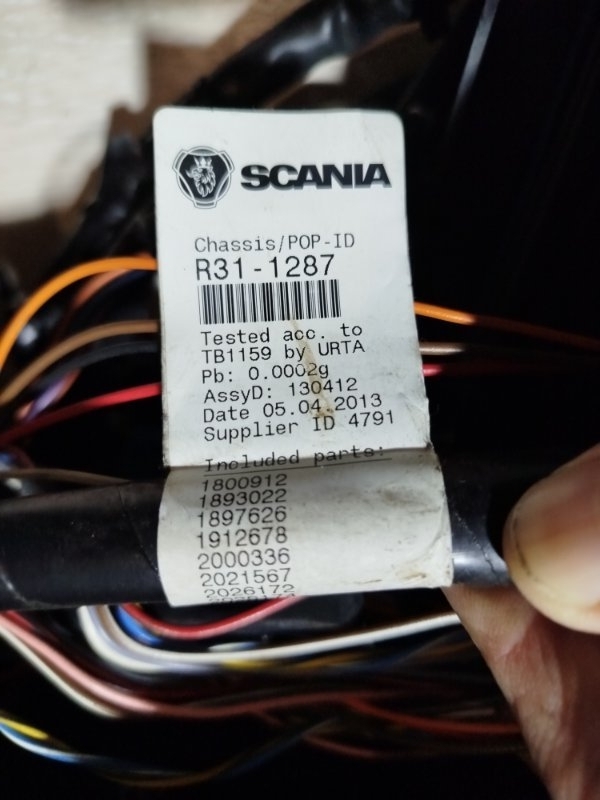 SCANIA
Chassis/POP-ID
R31-1287
Tested acc. to
TB1159 by URTA
Pb: 0.0002g
AssyD: 130412
Date 05.04.2013
Supplier ID 4791
Included parts:
1800912
1893022
1897626
1912678
2000336
2021567
2026172